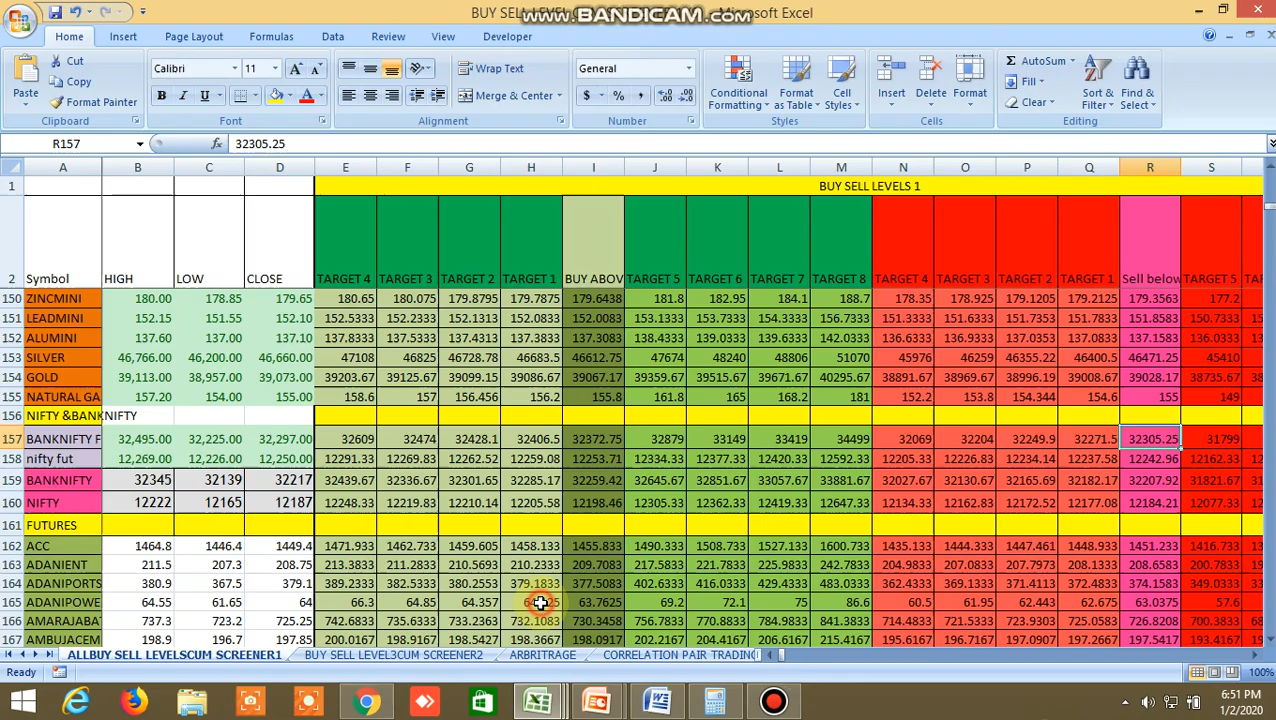 BUY SELL LEVEL
www.BANDICAM.com
Microsoft Excel
Home Insert Page Layout Formulas Data Review View Developer
Cut
Copy
Format Painter
Paste
Clipboard
Calibri 11
B I U
Font
Wrap Text
Merge & Center
Alignment
General
$ % ,
Number
Conditional Formatting
Format as Table
Cell Styles
Styles
Insert Delete Format
Cells
AutoSum
Fill
Clear
Sort & Filter
Find & Select
Editing
R157 fx 32305.25
A B C D E F G H I J K L M N O P Q R S
1 BUY SELL LEVELS 1
2 Symbol HIGH LOW CLOSE TARGET 4 TARGET 3 TARGET 2 TARGET 1 BUY ABOV TARGET 5 TARGET 6 TARGET 7 TARGET 8 TARGET 4 TARGET 3 TARGET 2 TARGET 1 Sell below TARGET 5 TAR
150 ZINCMINI 180.00 178.85 179.65 180.65 180.075 179.8795 179.7875 179.6438 181.8 182.95 184.1 188.7 178.35 178.925 179.1205 179.2125 179.3563 177.2
151 LEADMINI 152.15 151.55 152.10 152.5333 152.2333 152.1313 152.0833 152.0083 153.1333 153.7333 154.3333 156.7333 151.3333 151.6333 151.7353 151.7833 151.8583 150.7333
152 ALUMINI 137.60 137.00 137.10 137.8333 137.5333 137.4313 137.3833 137.3083 138.4333 139.0333 139.6333 142.0333 136.6333 136.9333 137.0353 137.0833 137.1583 136.0333
153 SILVER 46,766.00 46,200.00 46,660.00 47108 46825 46728.78 46683.5 46612.75 47674 48240 48806 51070 45976 46259 46355.22 46400.5 46471.25 45410
154 GOLD 39,113.00 38,957.00 39,073.00 39203.67 39125.67 39099.15 39086.67 39067.17 39359.67 39515.67 39671.67 40295.67 38891.67 38969.67 38996.19 39008.67 39028.17 38735.67
155 NATURAL GA 157.20 154.00 155.00 158.6 157 156.456 156.2 155.8 161.8 165 168.2 181 152.2 153.8 154.344 154.6 155 149
156 NIFTY &BANKNIFTY
157 BANKNIFTY F 32,495.00 32,225.00 32,297.00 32609 32474 32428.1 32406.5 32372.75 32879 33149 33419 34499 32069 32204 32249.9 32271.5 32305.25 31799
158 nifty fut 12,269.00 12,226.00 12,250.00 12291.33 12269.83 12262.52 12259.08 12253.71 12334.33 12377.33 12420.33 12592.33 12205.33 12226.83 12234.14 12237.58 12242.96 12162.33
159 BANKNIFTY 32345 32139 32217 32439.67 32336.67 32301.65 32285.17 32259.42 32645.67 32851.67 33057.67 33881.67 32027.67 32130.67 32165.69 32182.17 32207.92 31821.67
160 NIFTY 12222 12165 12187 12248.33 12219.83 12210.14 12205.58 12198.46 12305.33 12362.33 12419.33 12647.33 12134.33 12162.83 12172.52 12177.08 12184.21 12077.33
161 FUTURES
162 ACC 1464.8 1446.4 1449.4 1471.933 1462.733 1459.605 1458.133 1455.833 1490.333 1508.733 1527.133 1600.733 1435.133 1444.333 1447.461 1448.933 1451.233 1416.733
163 ADANIENT 211.5 207.3 208.75 213.3833 211.2833 210.5693 210.2333 209.7083 217.5833 221.7833 225.9833 242.7833 204.9833 207.0833 207.7973 208.1333 208.6583 200.7833
164 ADANIPORTS 380.9 367.5 379.1 389.2333 382.5333 380.2553 379.1833 377.5083 402.6333 416.0333 429.4333 483.0333 362.4333 369.1333 371.4113 372.4833 374.1583 349.0333
165 ADANIPOWE 64.55 61.65 64 66.3 64.85 64.357 63.7625 69.2 72.1 75 86.6 60.5 61.95 62.443 62.675 63.0375 57.6
166 AMARAJABAT 737.3 723.2 725.25 742.6833 735.6333 733.2363 732.1083 730.3458 756.7833 770.8833 784.9833 841.3833 714.4833 721.5333 723.9303 725.0583 726.8208 700.3833
167 AMBUJACEM 198.9 196.7 197.85 200.0167 198.9167 198.5427 198.3667 198.0917 202.2167 204.4167 206.6167 215.4167 195.6167 196.7167 197.0907 197.2667 197.5417 193.4167
ALLBUY SELL LEVELSCUM SCREENER1 BUY SELL LEVEL3CUM SCREENER2 ARBITRAGE CORRELATION PAIR TRADING
Ready 100%
6:51 PM
1/2/2020